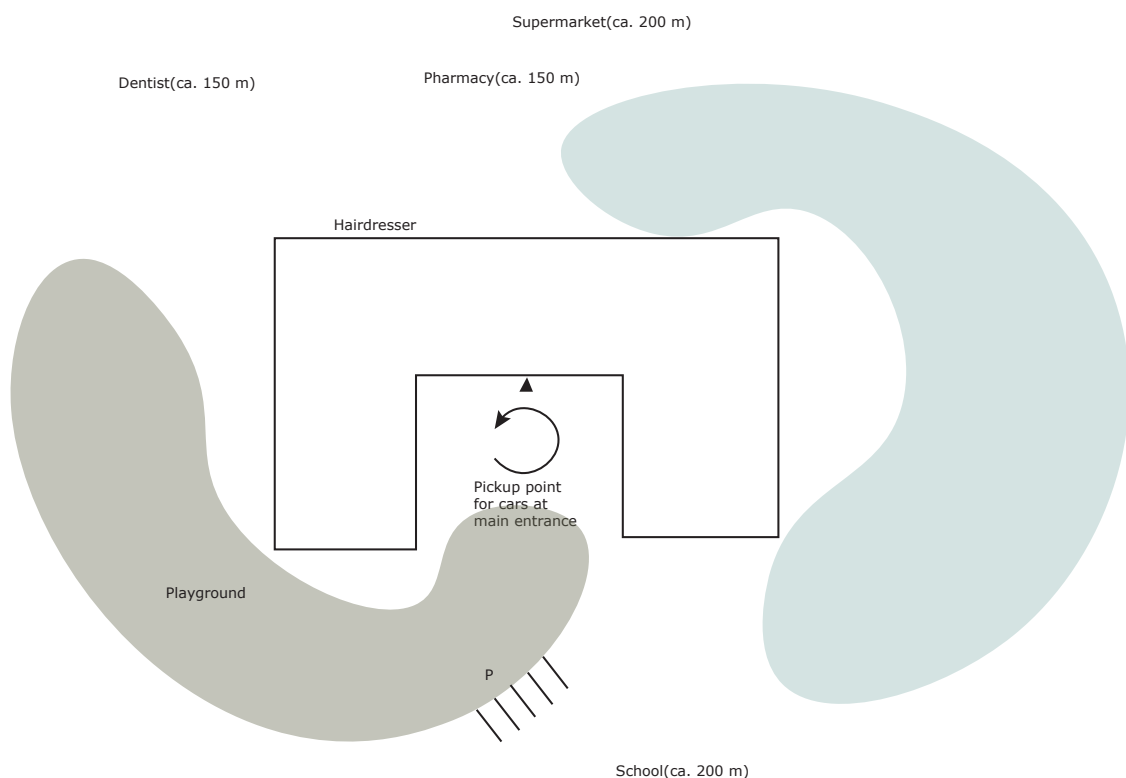 Supermarket(ca. 200 m)
Dentist(ca. 150 m)
Pharmacy(ca. 150 m)
Hairdresser
Pickup point
for cars at
main entrance
Playground
P
School(ca. 200 m)